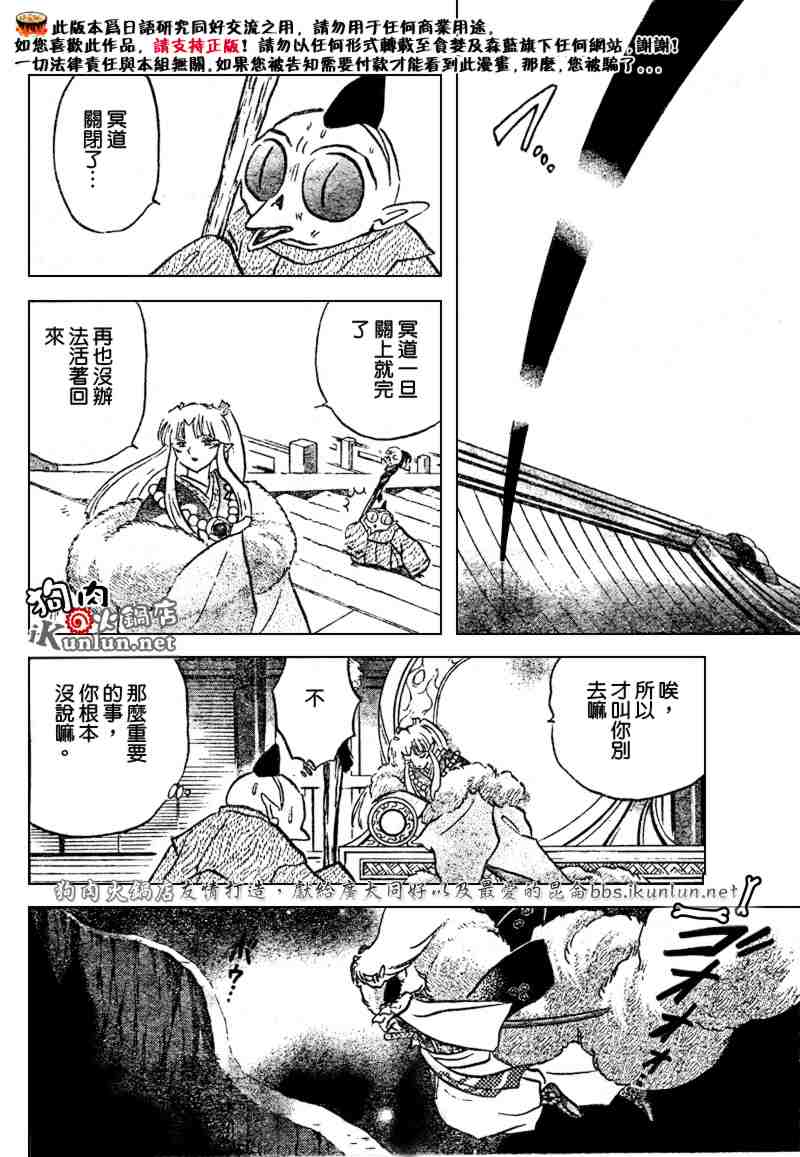 此版本爲日語研究同好交流之用，請勿用于任何商業用途，
如您喜歡此作品，請支持正版！請勿以任何形式轉載至貪婪及森藍旗下任何網站，謝謝！
一切法律責任與本組無關，如果您被告知需要付款才能看到此漫畫，那麼，您被騙了...
冥道
關閉
了…
冥道一旦
關上就完
了
再也沒辦
法活著回
來
狗肉
火鍋店
iKunlun.net
唉，
所以
才叫你別
去嘛
不
那麼重要
的事，
你根本
沒說嘛。
狗肉火鍋店友情打造，獻給廣大同好以及最愛的昆侖bbs.ikunlun.net
ボ
ウ…